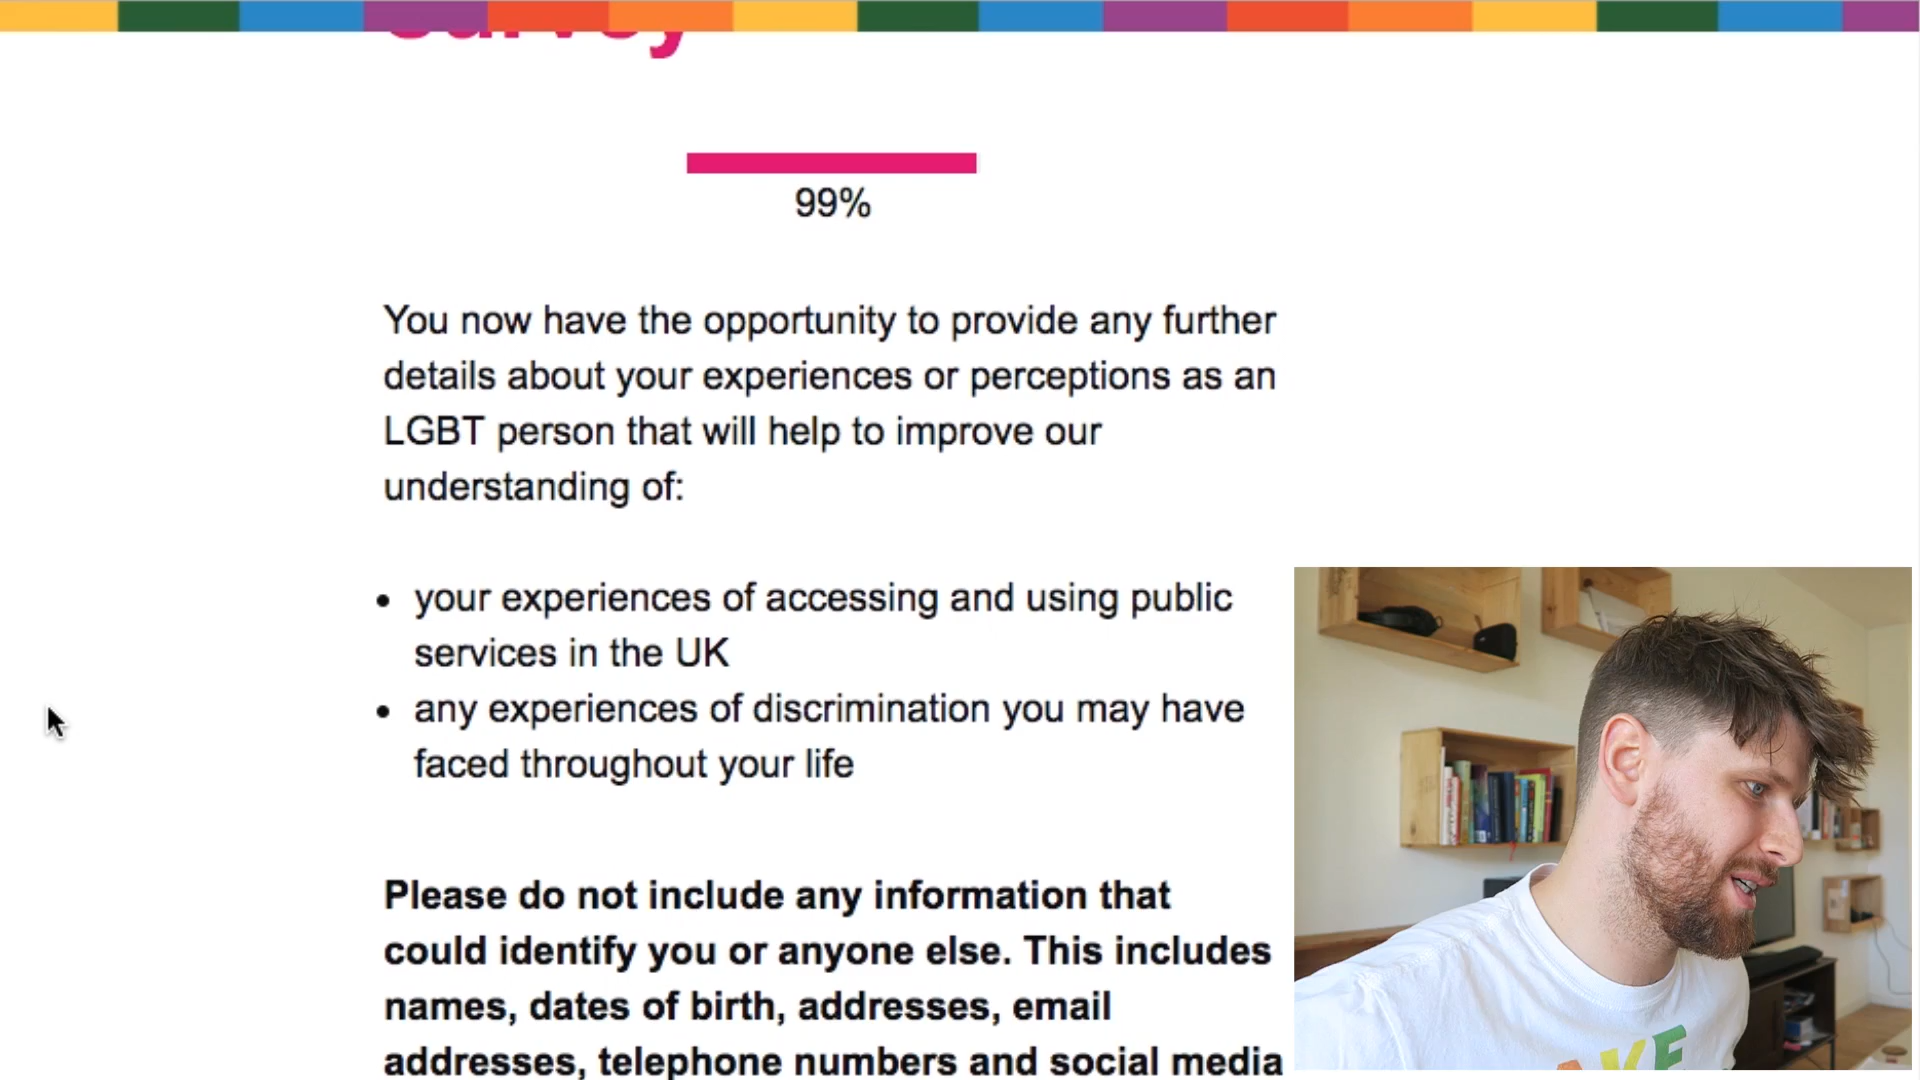 Survey
99%
You now have the opportunity to provide any further
details about your experiences or perceptions as an
LGBT person that will help to improve our
understanding of:
your experiences of accessing and using public
services in the UK
any experiences of discrimination you may have
faced throughout your life
Please do not include any information that
could identify you or anyone else. This includes
names, dates of birth, addresses, email
addresses, telephone numbers and social media
AKE